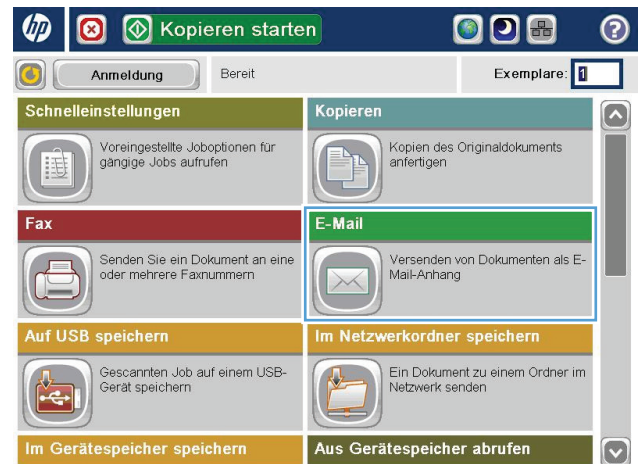 hp
Kopieren starten
?
Anmeldung
Bereit
Exemplare: 1
Schnelleinstellungen
Voreingestellte Joboptionen für
gängige Jobs aufrufen
Kopieren
Kopien des Originaldokuments
anfertigen
Fax
Senden Sie ein Dokument an eine
oder mehrere Faxnummern
E-Mail
Versenden von Dokumenten als E-
Mail-Anhang
Auf USB speichern
Gescannten Job auf einem USB-
Gerät speichern
Im Netzwerkordner speichern
Ein Dokument zu einem Ordner im
Netzwerk senden
Im Gerätespeicher speichern
Aus Gerätespeicher abrufen